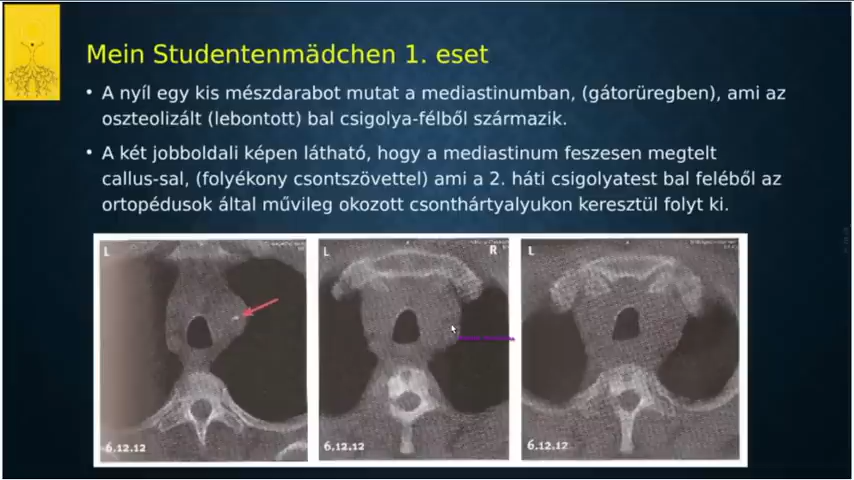 Mein Studentenmädchen 1. eset
• A nyíl egy kis mészdarabot mutat a mediastinumban, (gátorüregben), ami az
oszteolizált (lebontott) bal csigolya-félből származik.
• A két jobboldali képen látható, hogy a mediastinum feszesen megtelt
callus-sal, (folyékony csontszövettel) ami a 2. háti csigolyatest bal feléből az
ortopédusok által művileg okozott csonthártyalyukon keresztül folyt ki.
L
L R
L
6.12.12
6.12.12
6.12.12